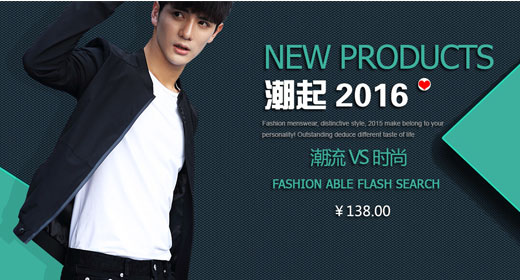 NEW PRODUCTS
潮起 2016
Fashion menswear, distinctive style, 2015 make belong to your
personality! Outstanding deduce different taste of life
潮流 VS 时尚
FASHION ABLE FLASH SEARCH
￥138.00